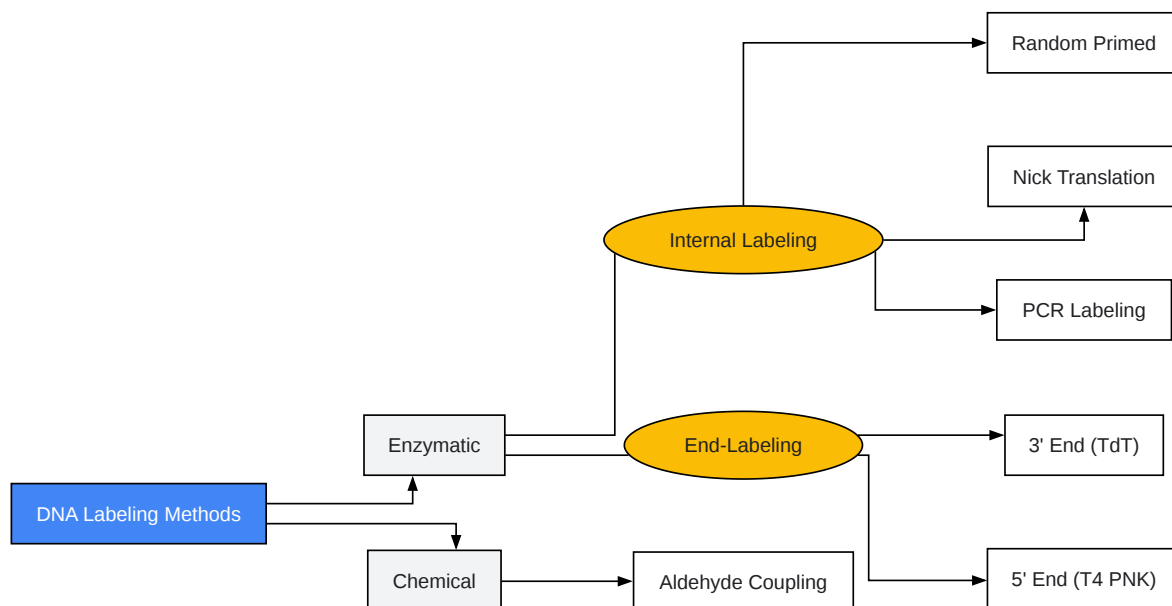 Random Primed
Nick Translation
Internal Labeling
PCR Labeling
Enzymatic
End-Labeling
3' End (TdT)
DNA Labeling Methods
Chemical
Aldehyde Coupling
5' End (T4 PNK)